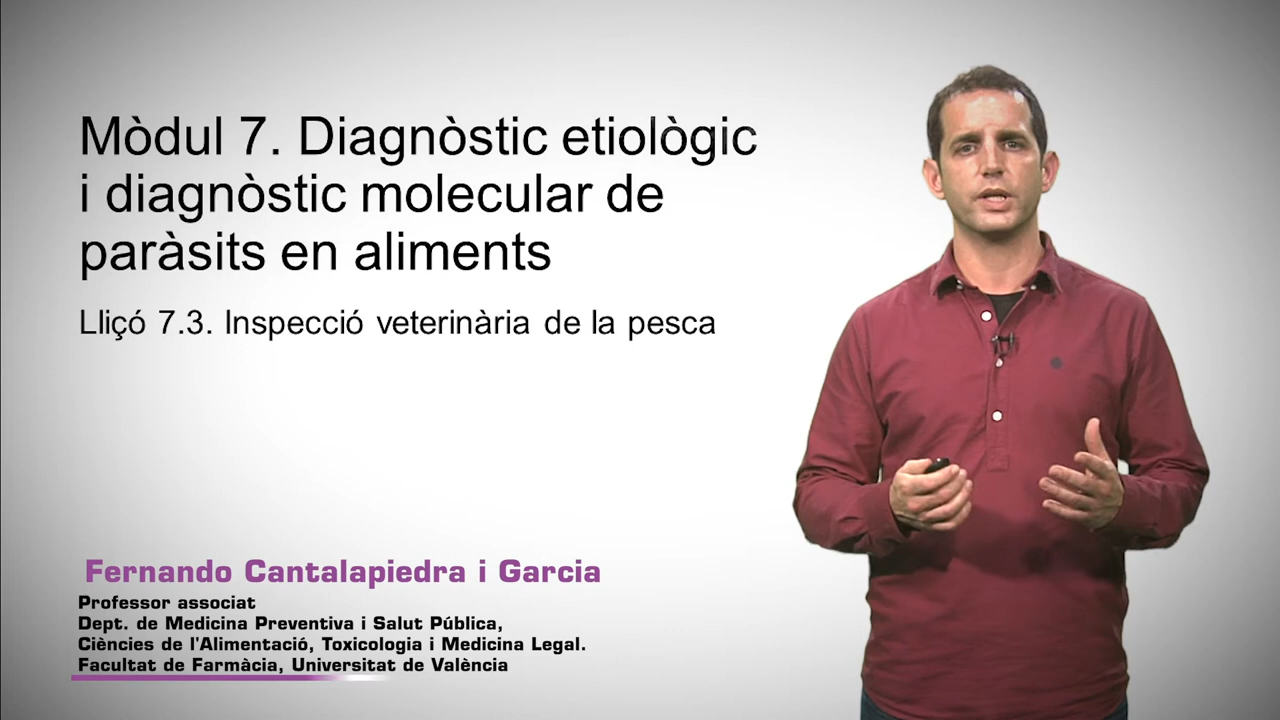 Mòdul 7. Diagnòstic etiològic
i diagnòstic molecular de
paràsits en aliments
Lliçó 7.3. Inspecció veterinària de la pesca
Fernando Cantalapiedra i Garcia
Professor associat
Dept. de Medicina Preventiva i Salut Pública,
Ciències de l'Alimentació, Toxicologia i Medicina Legal.
Facultat de Farmàcia, Universitat de València